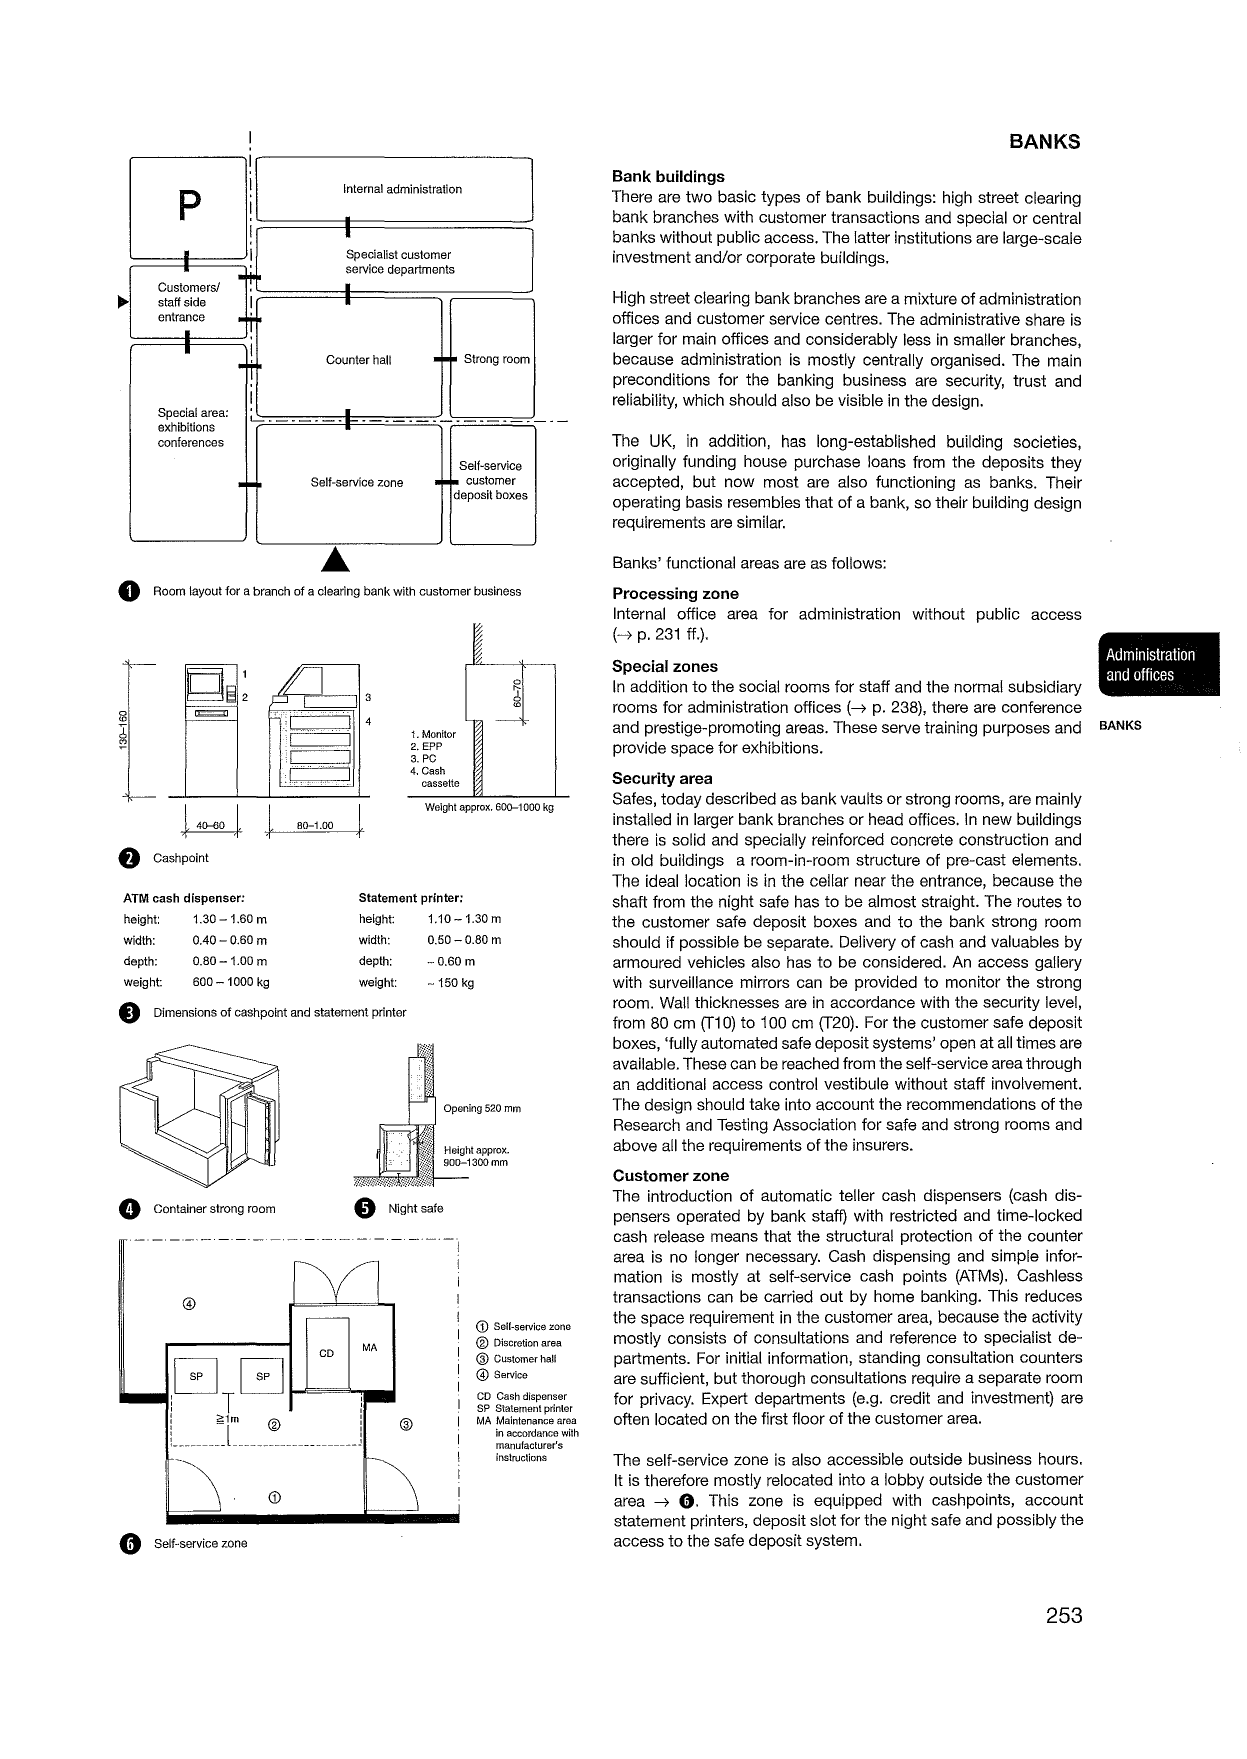 BANKS
P
Internal administration
Specialist customer
service departments
Customers/
staff side
entrance
Counter hall
Strong room
Special area:
exhibitions
conferences
Self-service zone
Self-service
customer
deposit boxes
1 Room layout for a branch of a clearing bank with customer business
130–160
1
2
3
4
40–60
80–1.00
60–70
1. Monitor
2. EPP
3. PC
4. Cash
cassette
Weight approx. 600–1000 kg
2 Cashpoint
ATM cash dispenser:
height: 1.30 – 1.60 m
width: 0.40 – 0.60 m
depth: 0.80 – 1.00 m
weight: 600 – 1000 kg
Statement printer:
height: 1.10 – 1.30 m
width: 0.50 – 0.80 m
depth: ~ 0.60 m
weight: ~ 150 kg
3 Dimensions of cashpoint and statement printer
Opening 520 mm
Height approx.
900–1300 mm
4 Container strong room
5 Night safe
④
CD
MA
SP
SP
≧1m
②
③
①
① Self-service zone
② Discretion area
③ Customer hall
④ Service
CD Cash dispenser
SP Statement printer
MA Maintenance area
in accordance with
manufacturer's
instructions
6 Self-service zone
Bank buildings
There are two basic types of bank buildings: high street clearing
bank branches with customer transactions and special or central
banks without public access. The latter institutions are large-scale
investment and/or corporate buildings.
High street clearing bank branches are a mixture of administration
offices and customer service centres. The administrative share is
larger for main offices and considerably less in smaller branches,
because administration is mostly centrally organised. The main
preconditions for the banking business are security, trust and
reliability, which should also be visible in the design.
The UK, in addition, has long-established building societies,
originally funding house purchase loans from the deposits they
accepted, but now most are also functioning as banks. Their
operating basis resembles that of a bank, so their building design
requirements are similar.
Banks' functional areas are as follows:
Processing zone
Internal office area for administration without public access
(→ p. 231 ff.).
Special zones
In addition to the social rooms for staff and the normal subsidiary
rooms for administration offices (→ p. 238), there are conference
and prestige-promoting areas. These serve training purposes and
provide space for exhibitions.
Security area
Safes, today described as bank vaults or strong rooms, are mainly
installed in larger bank branches or head offices. In new buildings
there is solid and specially reinforced concrete construction and
in old buildings a room-in-room structure of pre-cast elements.
The ideal location is in the cellar near the entrance, because the
shaft from the night safe has to be almost straight. The routes to
the customer safe deposit boxes and to the bank strong room
should if possible be separate. Delivery of cash and valuables by
armoured vehicles also has to be considered. An access gallery
with surveillance mirrors can be provided to monitor the strong
room. Wall thicknesses are in accordance with the security level,
from 80 cm (T10) to 100 cm (T20). For the customer safe deposit
boxes, 'fully automated safe deposit systems' open at all times are
available. These can be reached from the self-service area through
an additional access control vestibule without staff involvement.
The design should take into account the recommendations of the
Research and Testing Association for safe and strong rooms and
above all the requirements of the insurers.
Customer zone
The introduction of automatic teller cash dispensers (cash dis-
pensers operated by bank staff) with restricted and time-locked
cash release means that the structural protection of the counter
area is no longer necessary. Cash dispensing and simple infor-
mation is mostly at self-service cash points (ATMs). Cashless
transactions can be carried out by home banking. This reduces
the space requirement in the customer area, because the activity
mostly consists of consultations and reference to specialist de-
partments. For initial information, standing consultation counters
are sufficient, but thorough consultations require a separate room
for privacy. Expert departments (e.g. credit and investment) are
often located on the first floor of the customer area.
The self-service zone is also accessible outside business hours.
It is therefore mostly relocated into a lobby outside the customer
area → 6. This zone is equipped with cashpoints, account
statement printers, deposit slot for the night safe and possibly the
access to the safe deposit system.
Administration
and offices
BANKS
253